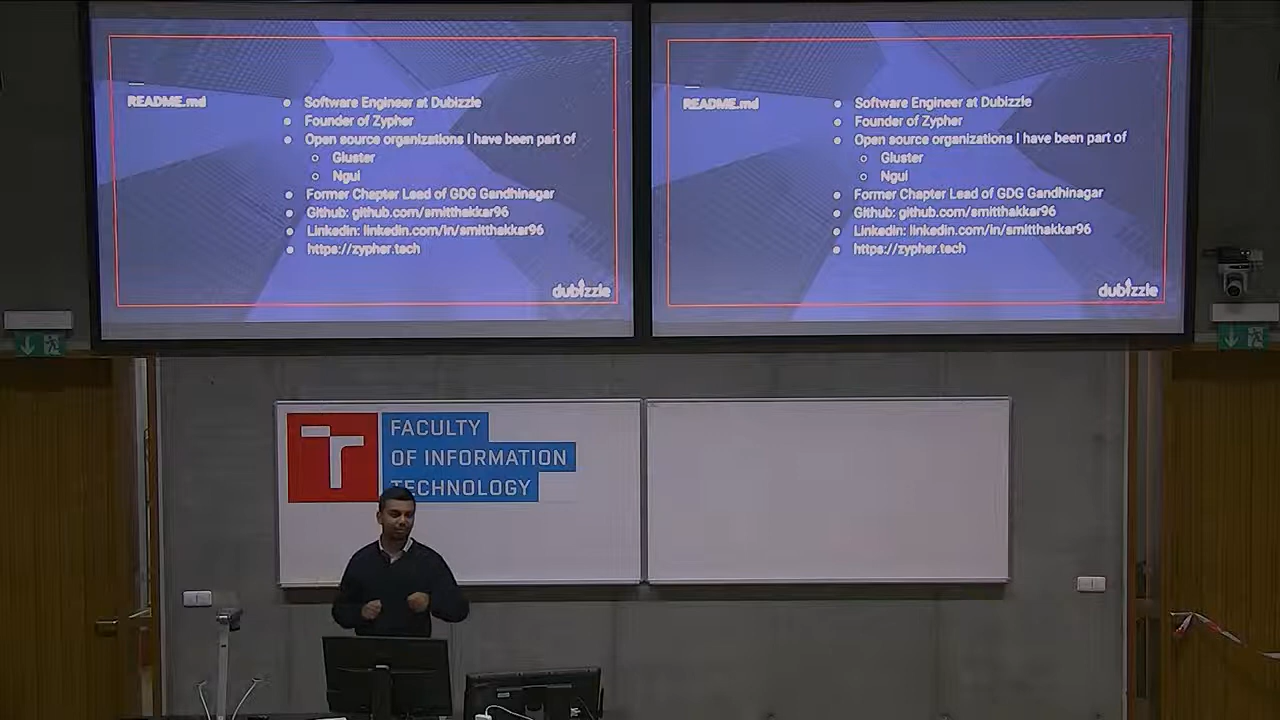 README.md
Software Engineer at Dubizzle
Founder of Zypher
Open source organizations I have been part of
Gluster
Ngui
Former Chapter Lead of GDG Gandhinagar
Github: github.com/smitthakkar96
Linkedin: linkedin.com/in/smitthakkar96
https://zypher.tech
dubizzle
README.md
Software Engineer at Dubizzle
Founder of Zypher
Open source organizations I have been part of
Gluster
Ngui
Former Chapter Lead of GDG Gandhinagar
Github: github.com/smitthakkar96
Linkedin: linkedin.com/in/smitthakkar96
https://zypher.tech
dubizzle
FACULTY
OF INFORMATION
TECHNOLOGY